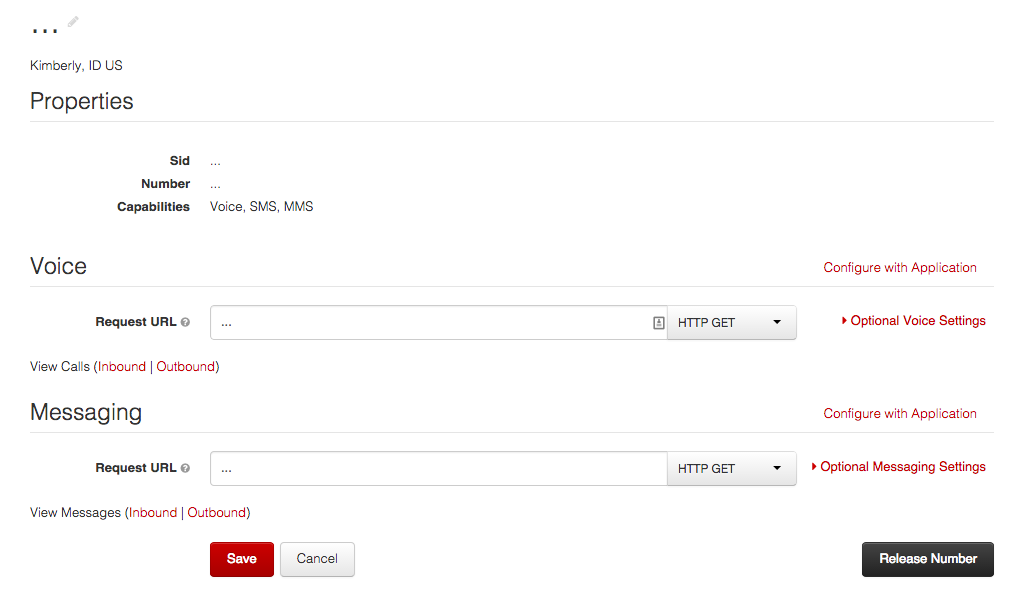 ...
Kimberly, ID US
Properties
Sid ...
Number ...
Capabilities Voice, SMS, MMS
Voice Configure with Application
Request URL ? ... HTTP GET Optional Voice Settings
View Calls (Inbound | Outbound)
Messaging Configure with Application
Request URL ? ... HTTP GET Optional Messaging Settings
View Messages (Inbound | Outbound)
Save Cancel Release Number